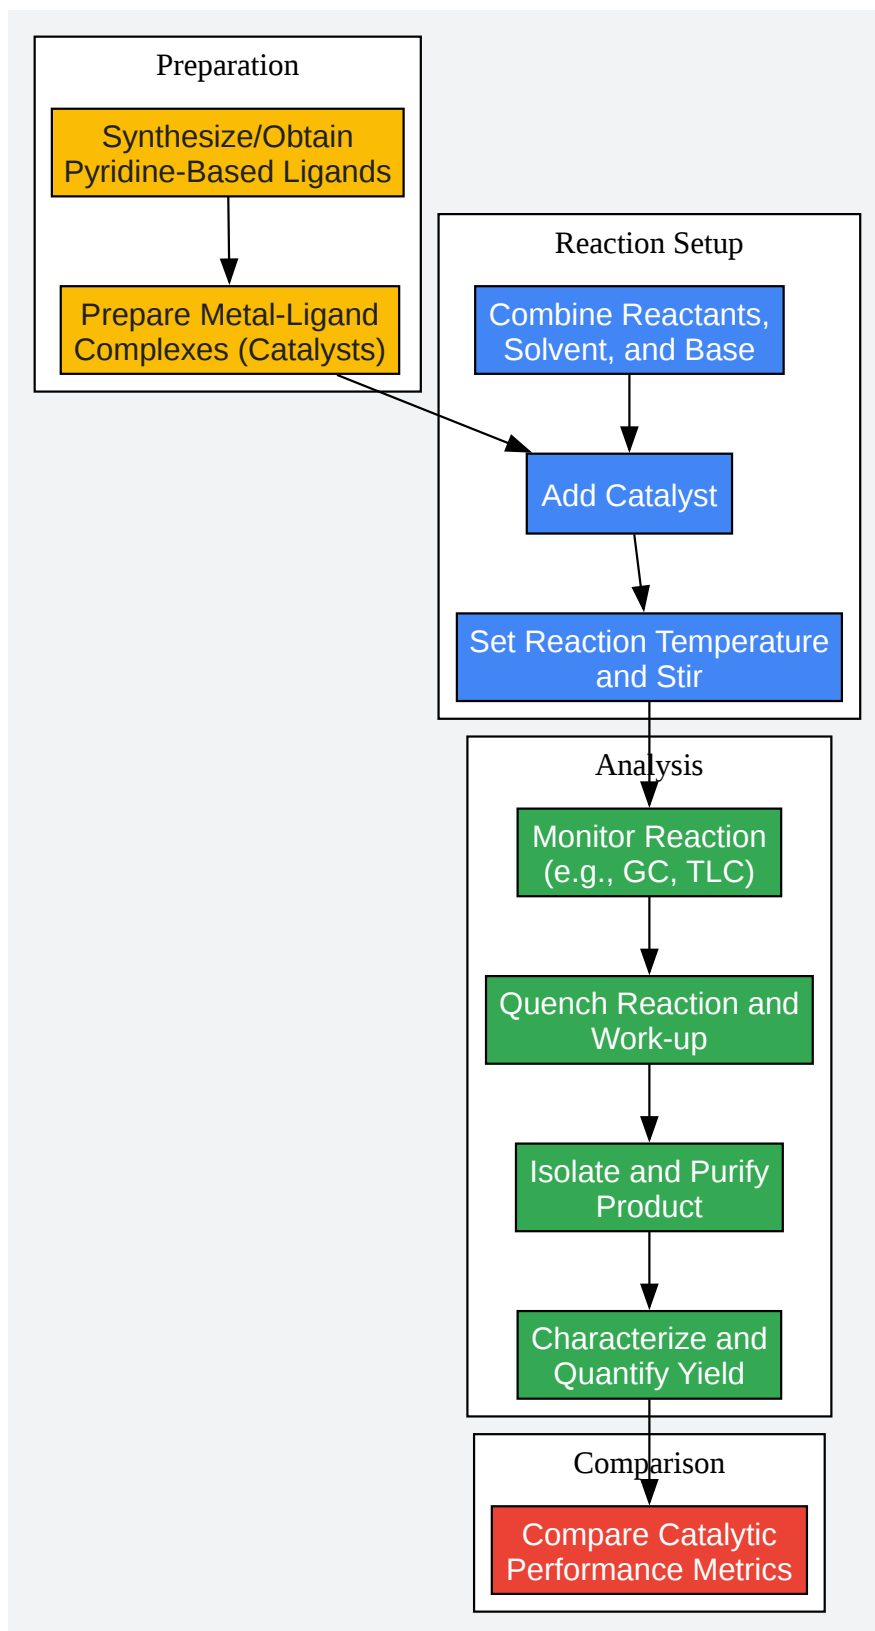 Preparation
Synthesize/Obtain
Pyridine-Based Ligands
Prepare Metal-Ligand
Complexes (Catalysts)
Reaction Setup
Combine Reactants,
Solvent, and Base
Add Catalyst
Set Reaction Temperature
and Stir
Analysis
Monitor Reaction
(e.g., GC, TLC)
Quench Reaction and
Work-up
Isolate and Purify
Product
Characterize and
Quantify Yield
Comparison
Compare Catalytic
Performance Metrics